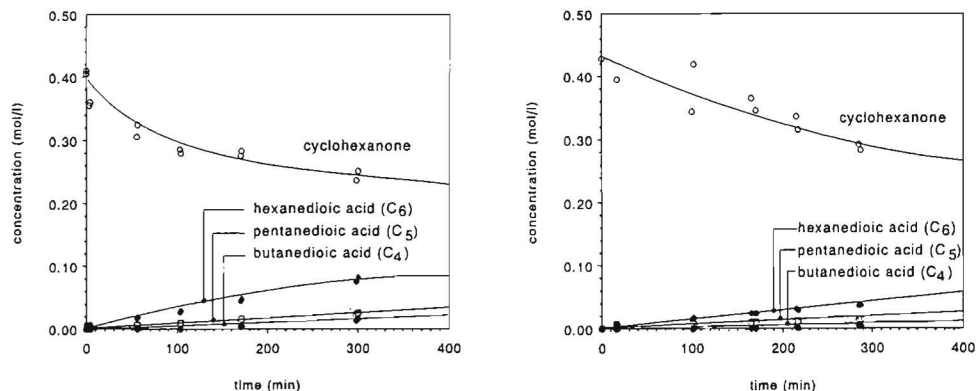 0.50
0.40
0.30
0.20
0.10
0.00
concentration (mol/l)
cyclohexanone
hexanedioic acid (C6)
pentanedioic acid (C5)
butanedioic acid (C4)
0 100 200 300 400
time (min)
0.50
0.40
0.30
0.20
0.10
0.00
concentration (mol/l)
cyclohexanone
hexanedioic acid (C6)
pentanedioic acid (C5)
butanedioic acid (C4)
0 100 200 300 400
time (min)